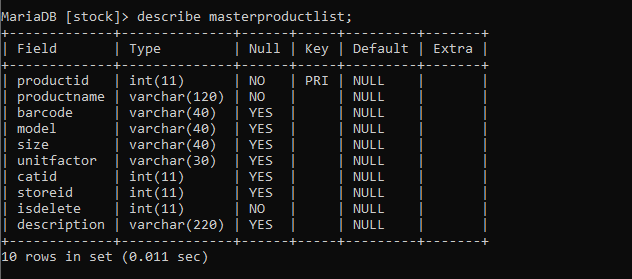 MariaDB [stock]> describe masterproductlist;
+-------------+--------------+------+-----+---------+-------+
| Field       | Type         | Null | Key | Default | Extra |
+-------------+--------------+------+-----+---------+-------+
| productid   | int(11)      | NO   | PRI | NULL    |       |
| productname | varchar(120) | NO   |     | NULL    |       |
| barcode     | varchar(40)  | YES  |     | NULL    |       |
| model       | varchar(40)  | YES  |     | NULL    |       |
| size        | varchar(40)  | YES  |     | NULL    |       |
| unitfactor  | varchar(30)  | YES  |     | NULL    |       |
| catid       | int(11)      | YES  |     | NULL    |       |
| storeid     | int(11)      | YES  |     | NULL    |       |
| isdelete    | int(11)      | NO   |     | NULL    |       |
| description | varchar(220) | YES  |     | NULL    |       |
+-------------+--------------+------+-----+---------+-------+
10 rows in set (0.011 sec)